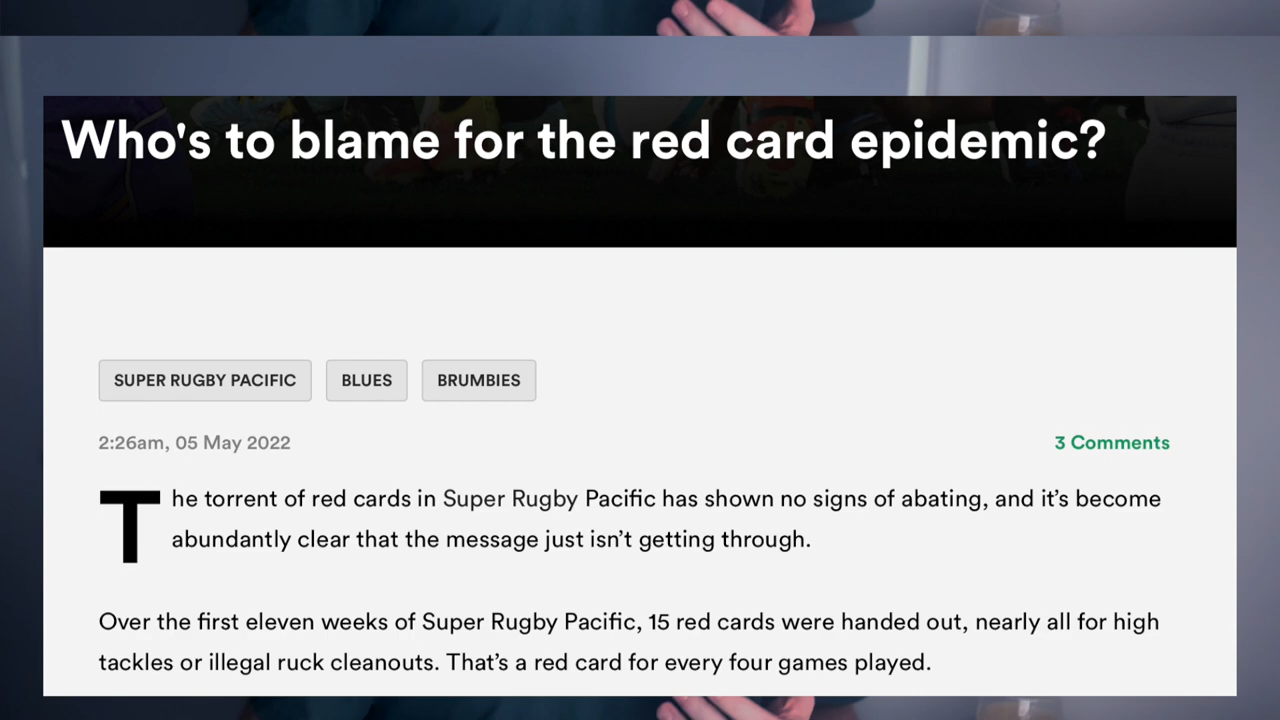 Who's to blame for the red card epidemic?
SUPER RUGBY PACIFIC BLUES BRUMBIES
2:26am, 05 May 2022 3 Comments
The torrent of red cards in Super Rugby Pacific has shown no signs of abating, and it’s become
abundantly clear that the message just isn’t getting through.
Over the first eleven weeks of Super Rugby Pacific, 15 red cards were handed out, nearly all for high
tackles or illegal ruck cleanouts. That’s a red card for every four games played.